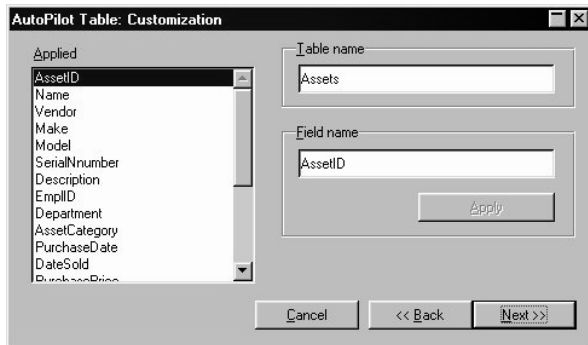 AutoPilot Table: Customization
Applied
AssetID
Name
Vendor
Make
Model
SerialNnumber
Description
EmplID
Department
AssetCategory
PurchaseDate
DateSold
PurchasePrice
Table name
Assets
Field name
AssetID
Apply
Cancel
<< Back
Next >>